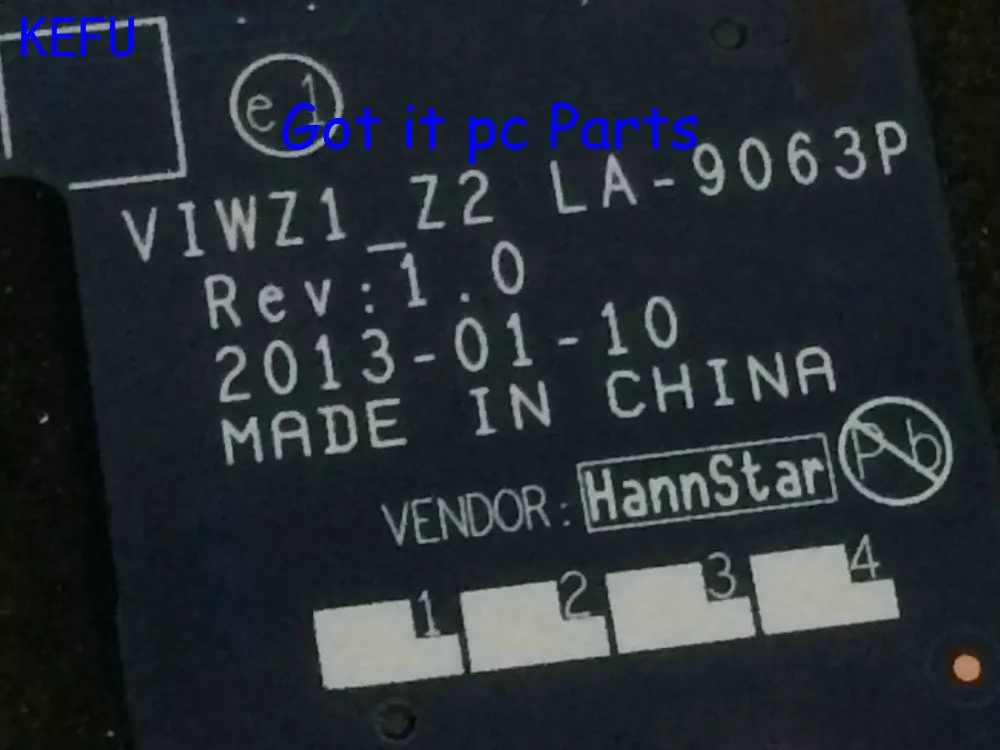 KEFU
e1
Got it pc Parts
VIWZ1_Z2 LA-9063P
Rev:1.0
2013-01-10
MADE IN CHINA
Pb
VENDOR: HannStar
1 2 3 4